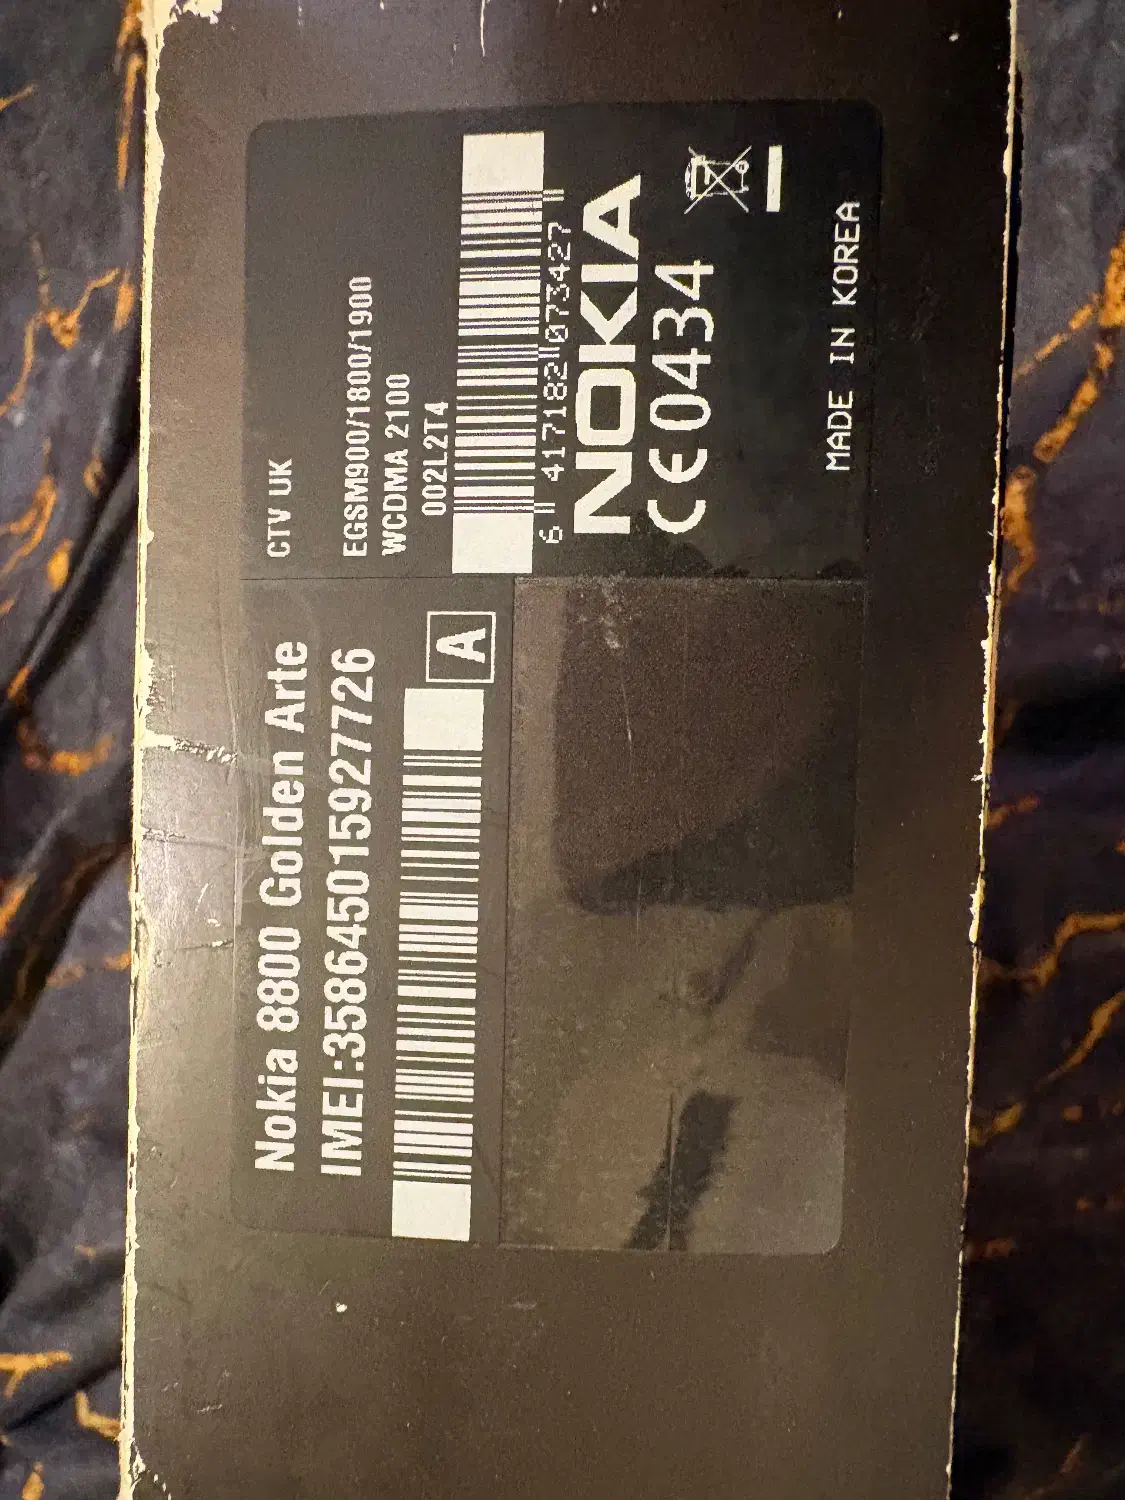 Nokia 8800 Golden Arte
IMEI:358645015927726
A
CTV UK
EGSM900/1800/1900
WCDMA 2100
002L2T4
6 417182 073427
NOKIA
CE0434
MADE IN KOREA